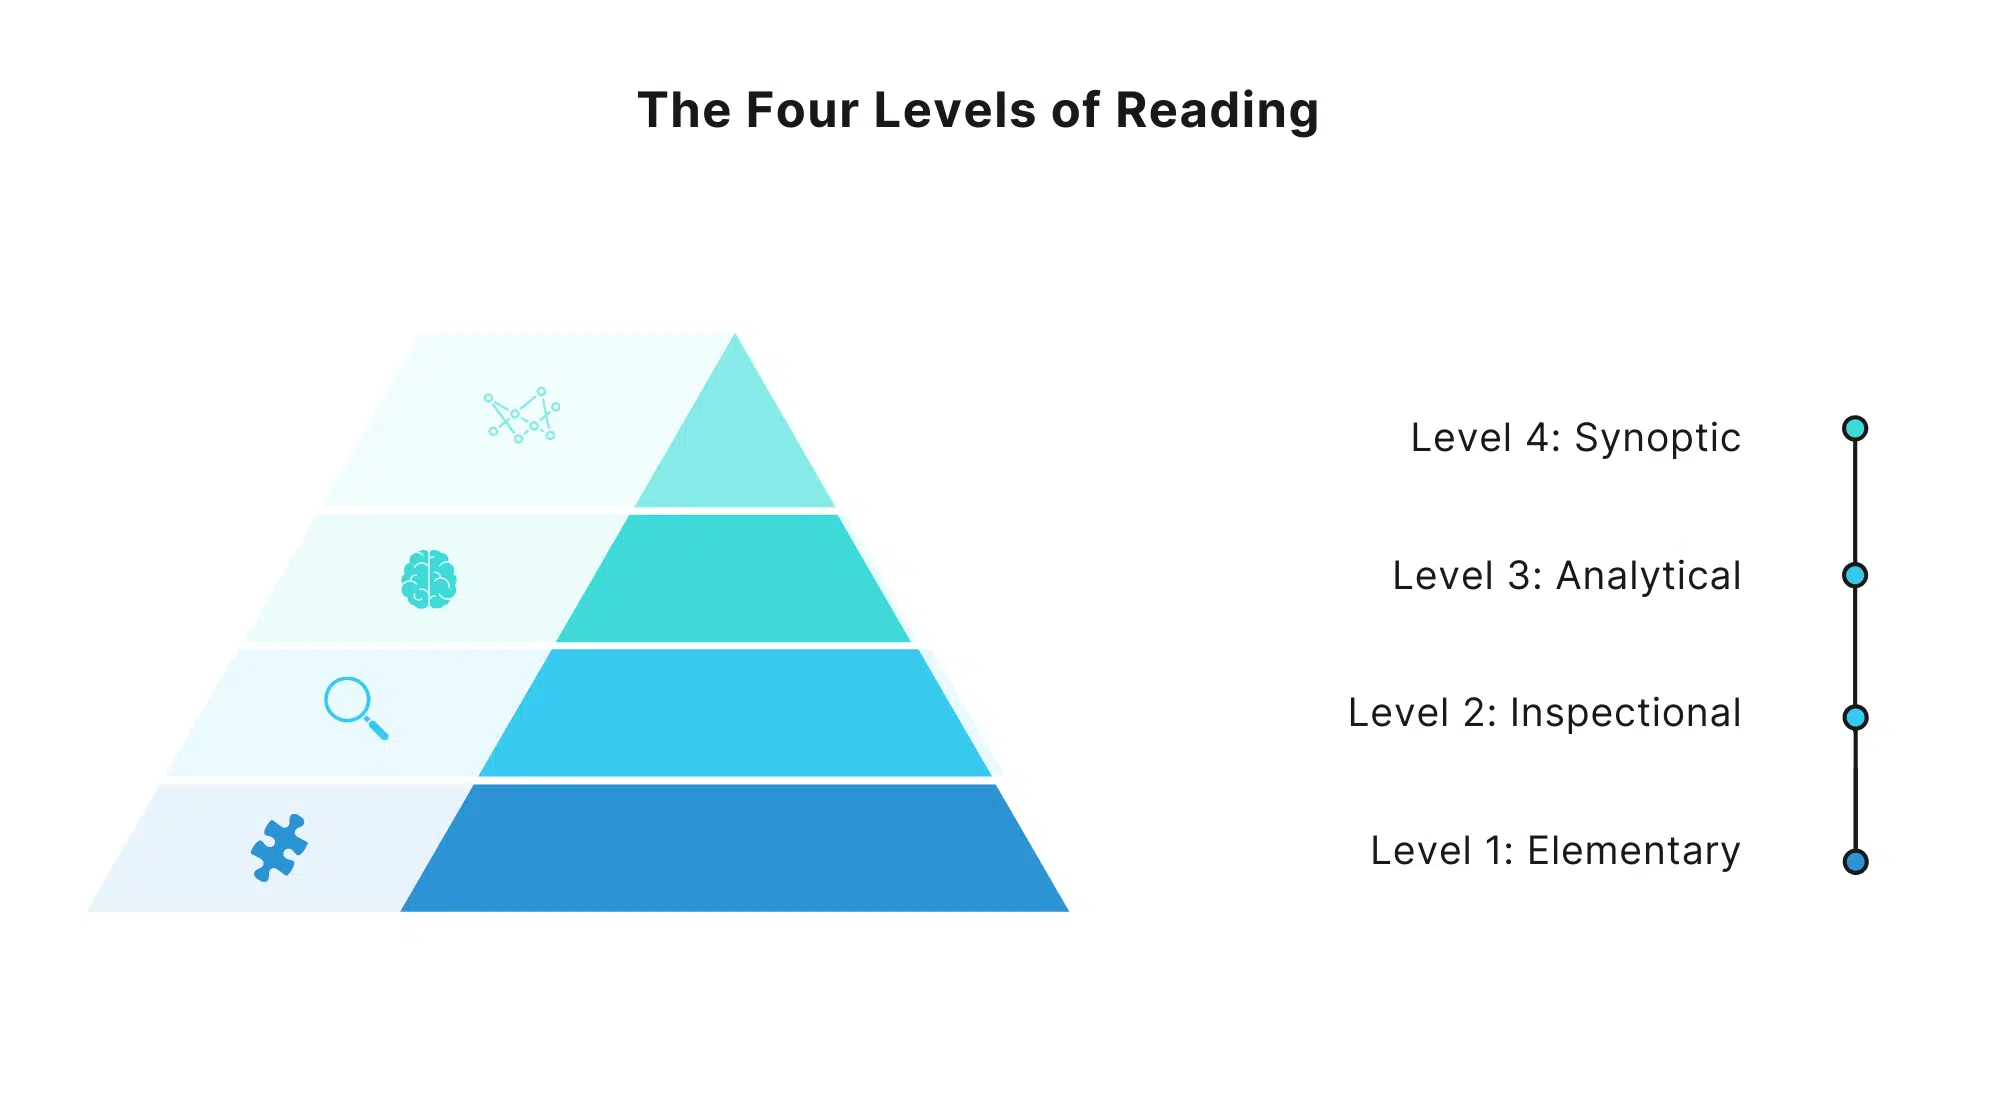 The Four Levels of Reading
Level 4: Synoptic
Level 3: Analytical
Level 2: Inspectional
Level 1: Elementary